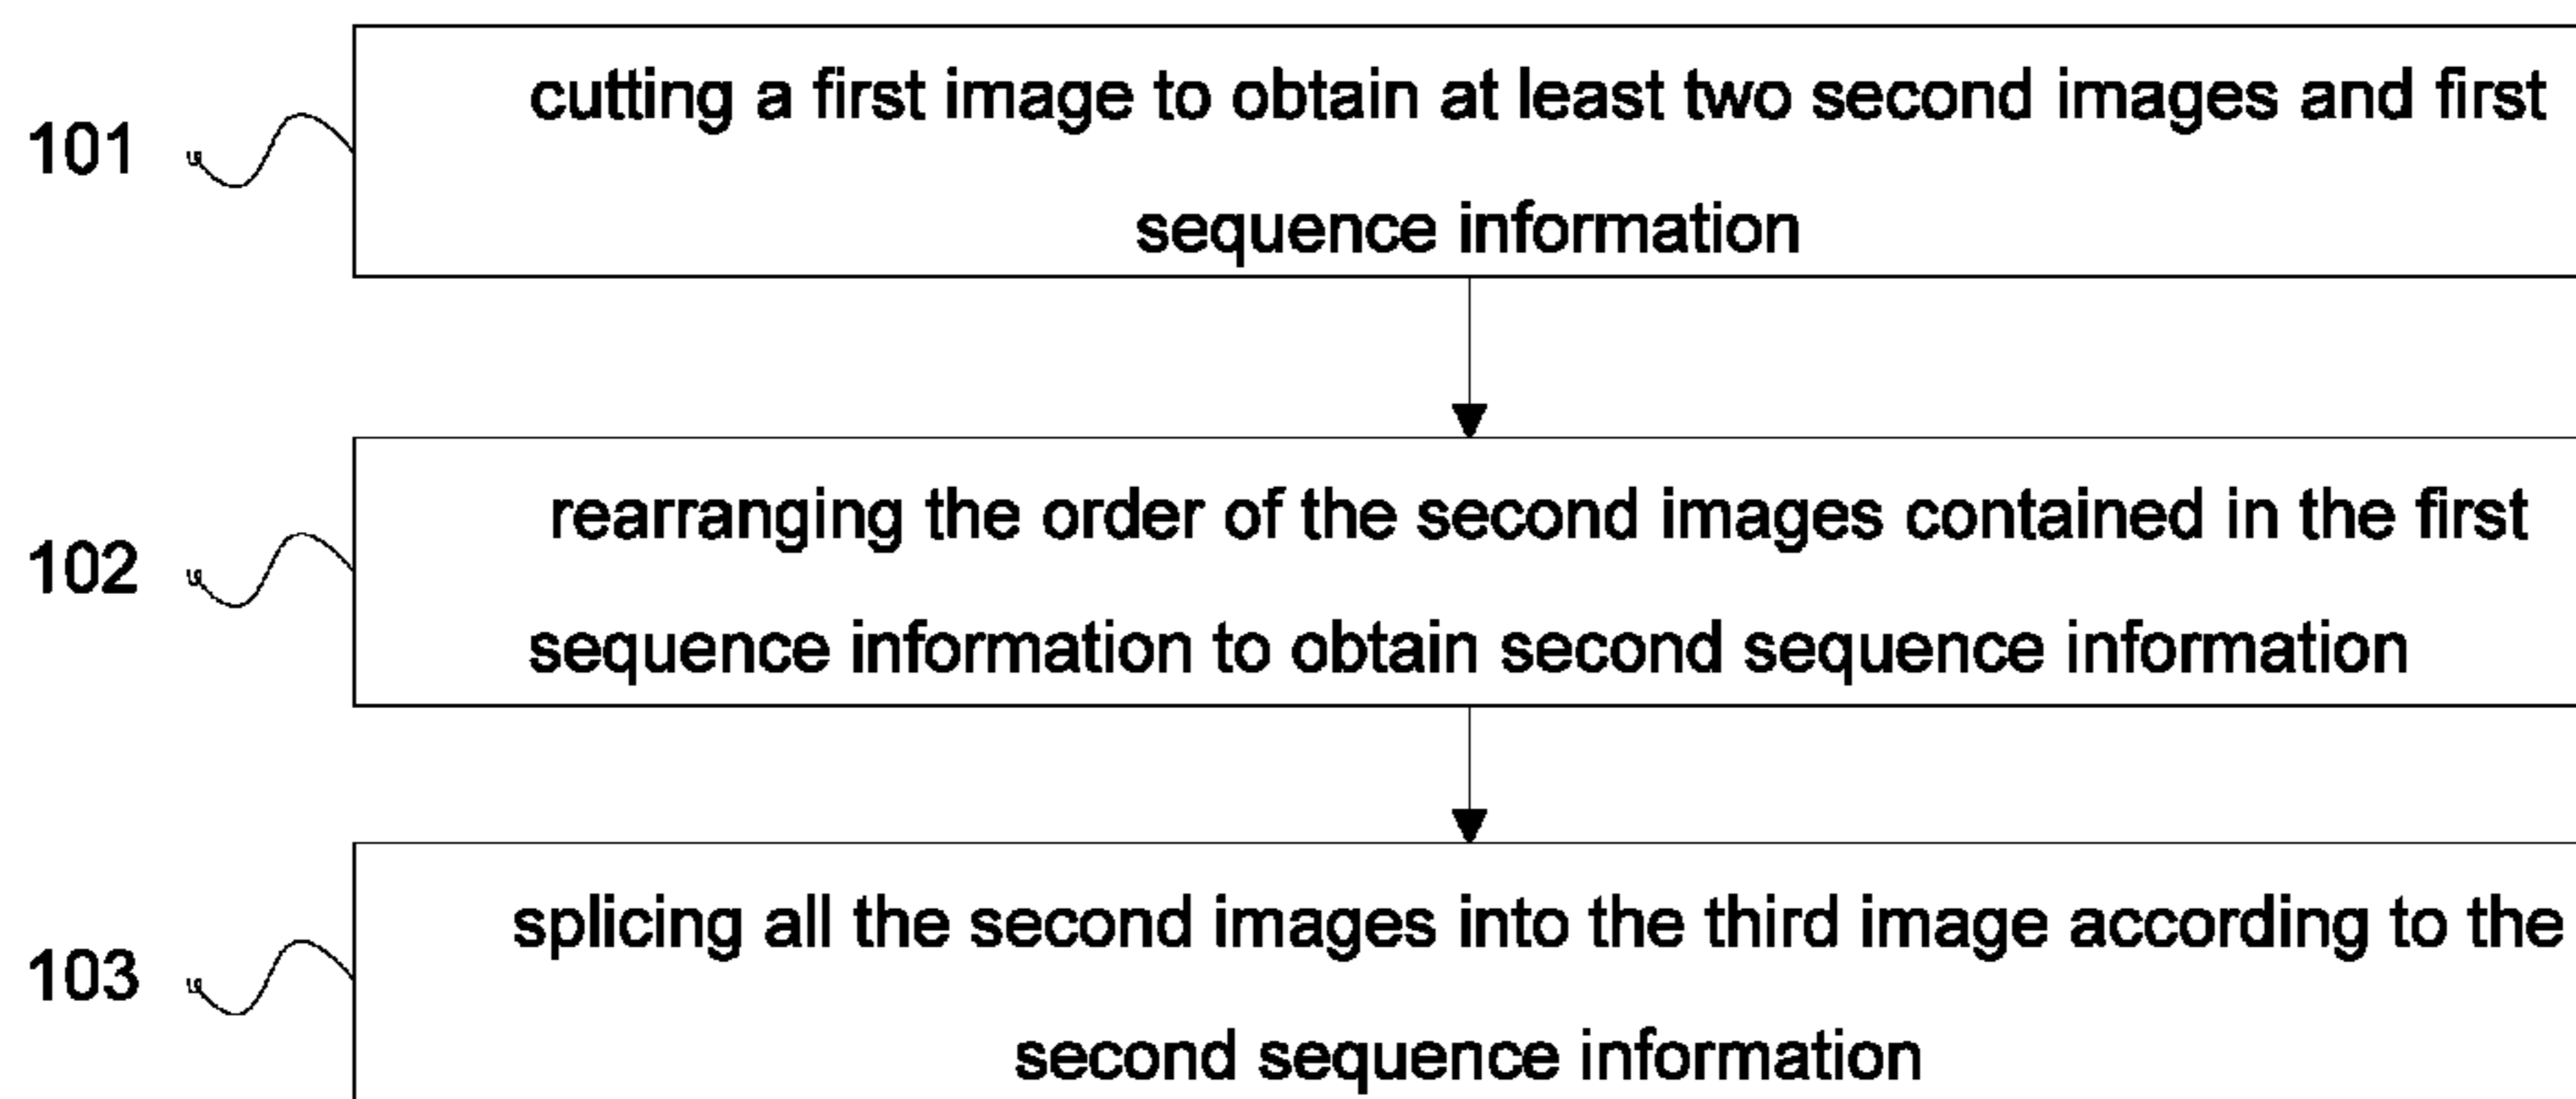 101
cutting a first image to obtain at least two second images and first
sequence information
102
rearranging the order of the second images contained in the first
sequence information to obtain second sequence information
103
splicing all the second images into the third image according to the
second sequence information